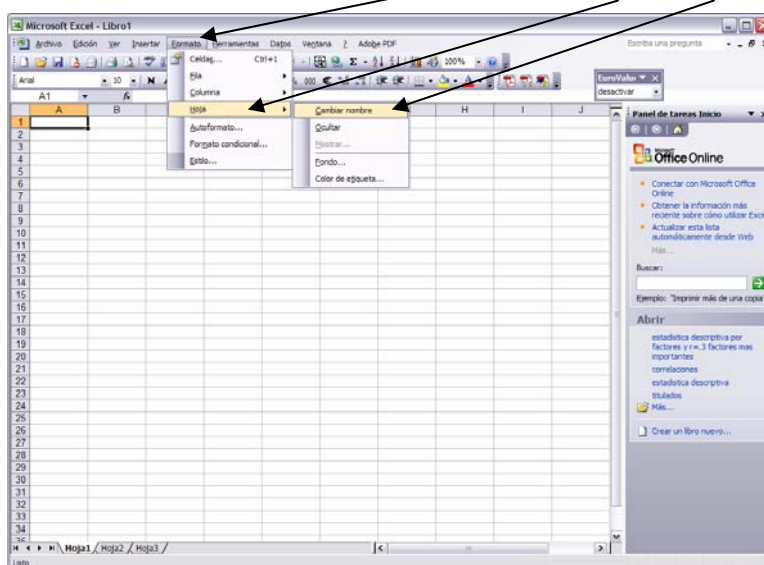 Microsoft Excel - Libro1
Archivo Edición Ver Insertar Formato Herramientas Datos Ventana ? Adobe PDF
Escriba una pregunta
100%
Arial 10 N
EuroValue
desactivar
A1 fx
Celdas... Ctrl+1
Fila
Columna
Hoja
Autoformato...
Formato condicional...
Estilo...
Cambiar nombre
Ocultar
Mostrar...
Fondo...
Color de etiqueta...
A B H I J
1
2
3
4
5
6
7
8
9
10
11
12
13
14
15
16
17
18
19
20
21
22
23
24
25
26
27
28
29
30
31
32
33
34
35
Panel de tareas Inicio
Microsoft
Office Online
Conectar con Microsoft Office
Online
Obtener la información más
reciente sobre cómo utilizar Exce
Actualizar esta lista
automáticamente desde Web
Más...
Buscar:
Ejemplo: "Imprimir más de una copia"
Abrir
estadistica descriptiva por
factores y r=.3 factores mas
importantes
correlaciones
estadistica descriptiva
titulados
Más...
Crear un libro nuevo...
Hoja1 Hoja2 Hoja3
Listo